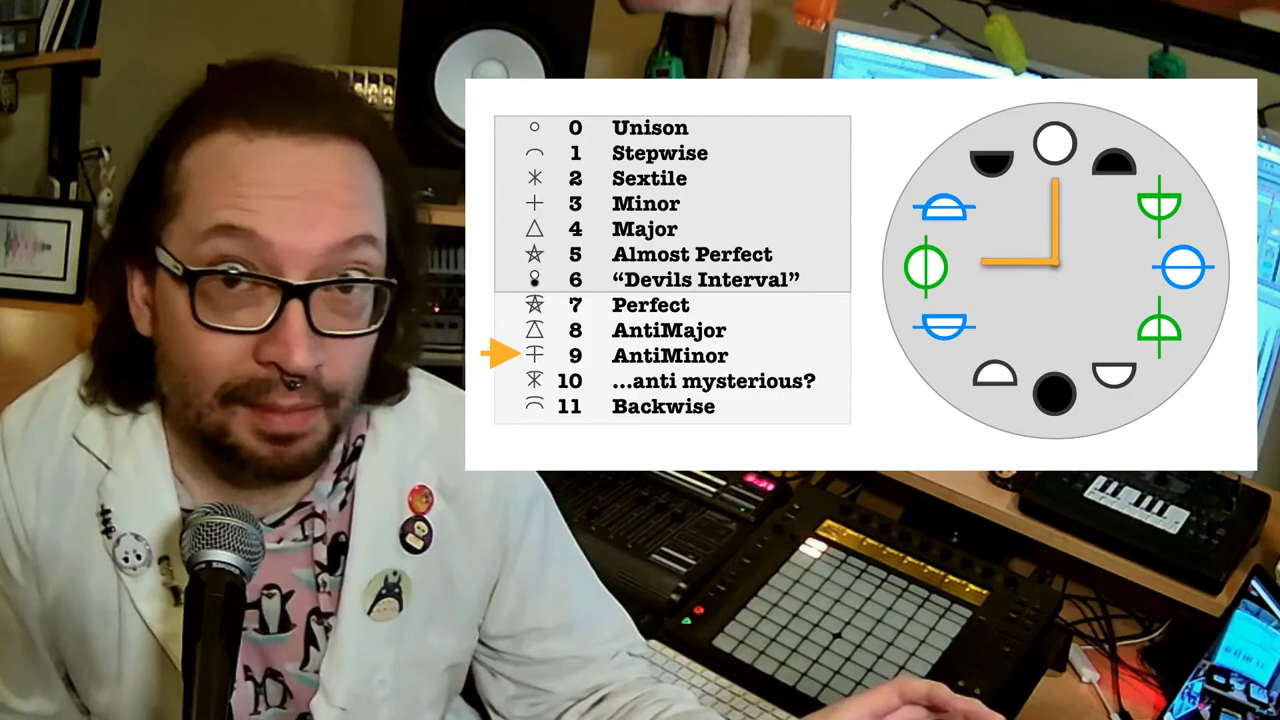 0 Unison
1 Stepwise
2 Sextile
3 Minor
4 Major
5 Almost Perfect
6 “Devils Interval”
7 Perfect
8 AntiMajor
9 AntiMinor
10 ...anti mysterious?
11 Backwise